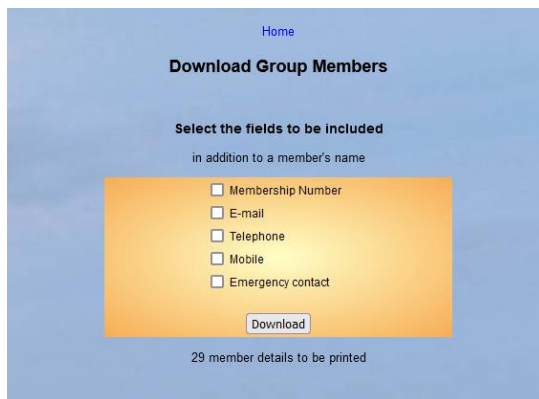 Home
Download Group Members
Select the fields to be included
in addition to a member's name
Membership Number
E-mail
Telephone
Mobile
Emergency contact
Download
29 member details to be printed